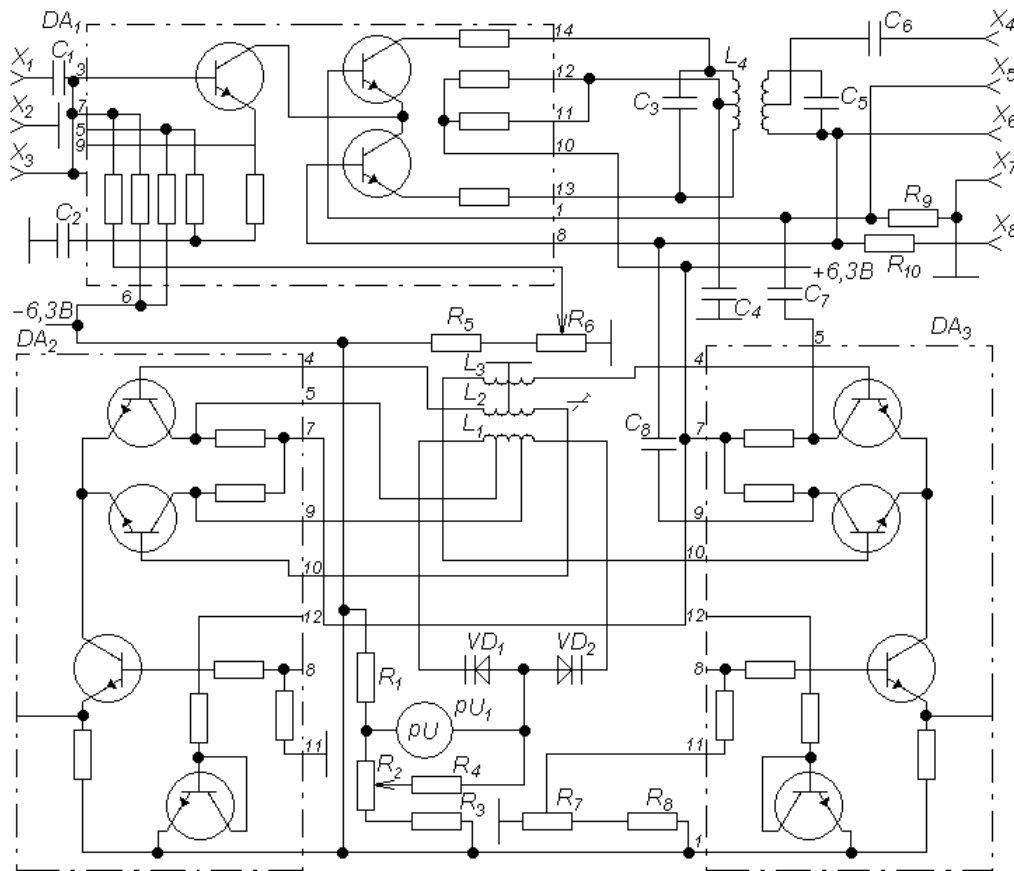 DA1
14
X4
C6
C1
X1
3
12
L4
X5
X2
7
C3
C5
11
5
X6
9
10
X3
X7
13
R9
C2
1
X8
8
R10
+6,3В
C7
6
C4
–6,3В
R5
R6
5
DA2
DA3
4
L3
4
5
L2
7
L1
C8
7
9
9
10
10
12
12
VD1
VD2
8
8
R1
pU1
pU
11
11
R2
R4
R3
R7
R8
1